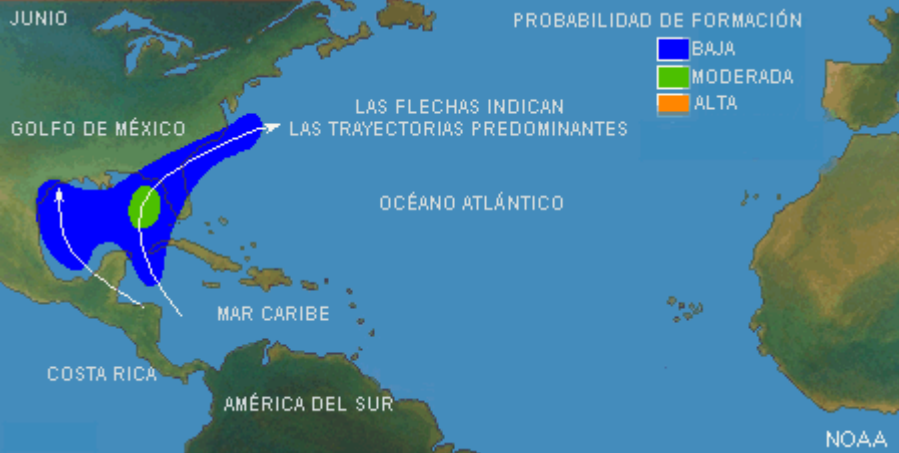 JUNIO
PROBABILIDAD DE FORMACIÓN
BAJA
MODERADA
ALTA
LAS FLECHAS INDICAN
LAS TRAYECTORIAS PREDOMINANTES
GOLFO DE MÉXICO
OCÉANO ATLÁNTICO
MAR CARIBE
COSTA RICA
AMÉRICA DEL SUR
NOAA